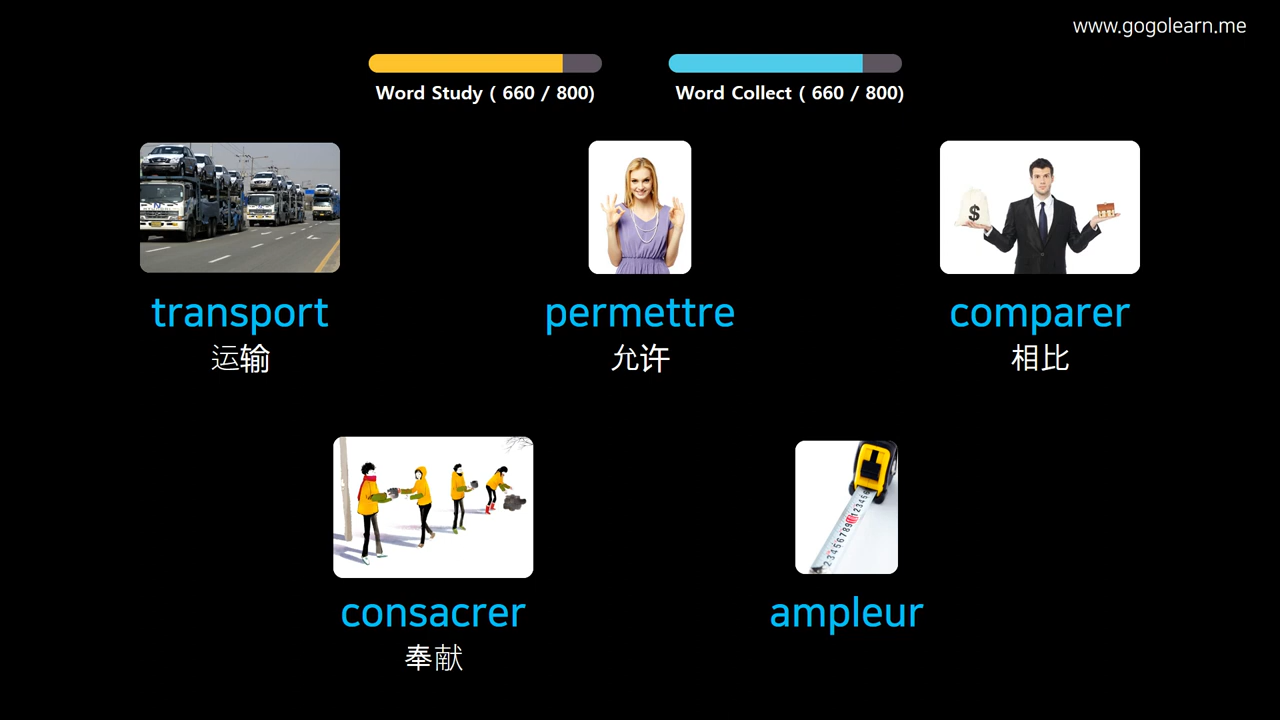 www.gogolearn.me
Word Study ( 660 / 800)
Word Collect ( 660 / 800)
transport
运输
permettre
允许
comparer
相比
consacrer
奉献
ampleur